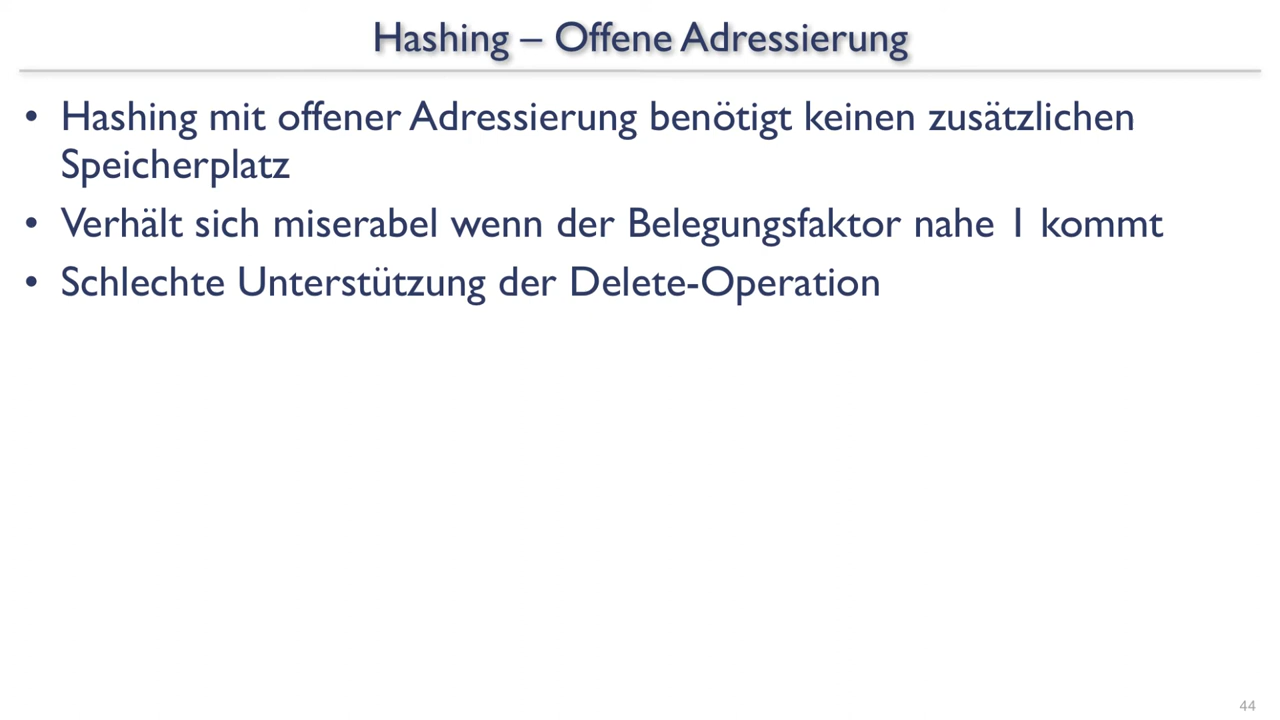 Hashing – Offene Adressierung
• Hashing mit offener Adressierung benötigt keinen zusätzlichen
Speicherplatz
• Verhält sich miserabel wenn der Belegungsfaktor nahe 1 kommt
• Schlechte Unterstützung der Delete-Operation
44